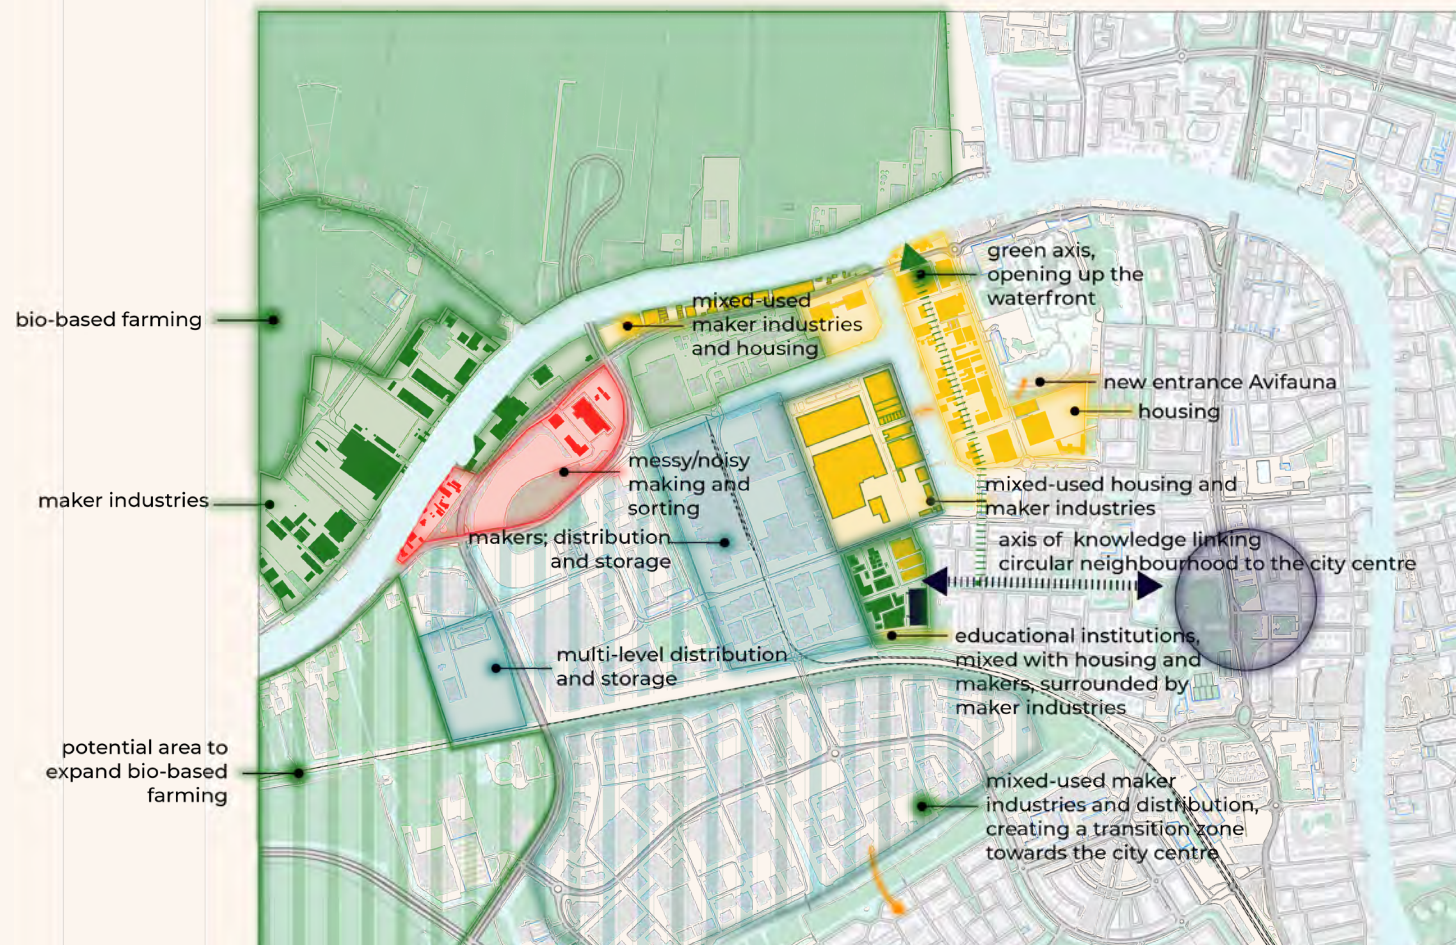 green axis,
opening up the
waterfront
mixed-used
maker industries
and housing
bio-based farming
new entrance Avifauna
housing
messy/noisy
making and
sorting
mixed-used housing and
maker industries
maker industries
makers; distribution
and storage
axis of knowledge linking
circular neighbourhood to the city centre
educational institutions,
mixed with housing and
makers, surrounded by
maker industries
multi-level distribution
and storage
potential area to
expand bio-based
farming
mixed-used maker
industries and distribution,
creating a transition zone
towards the city centre